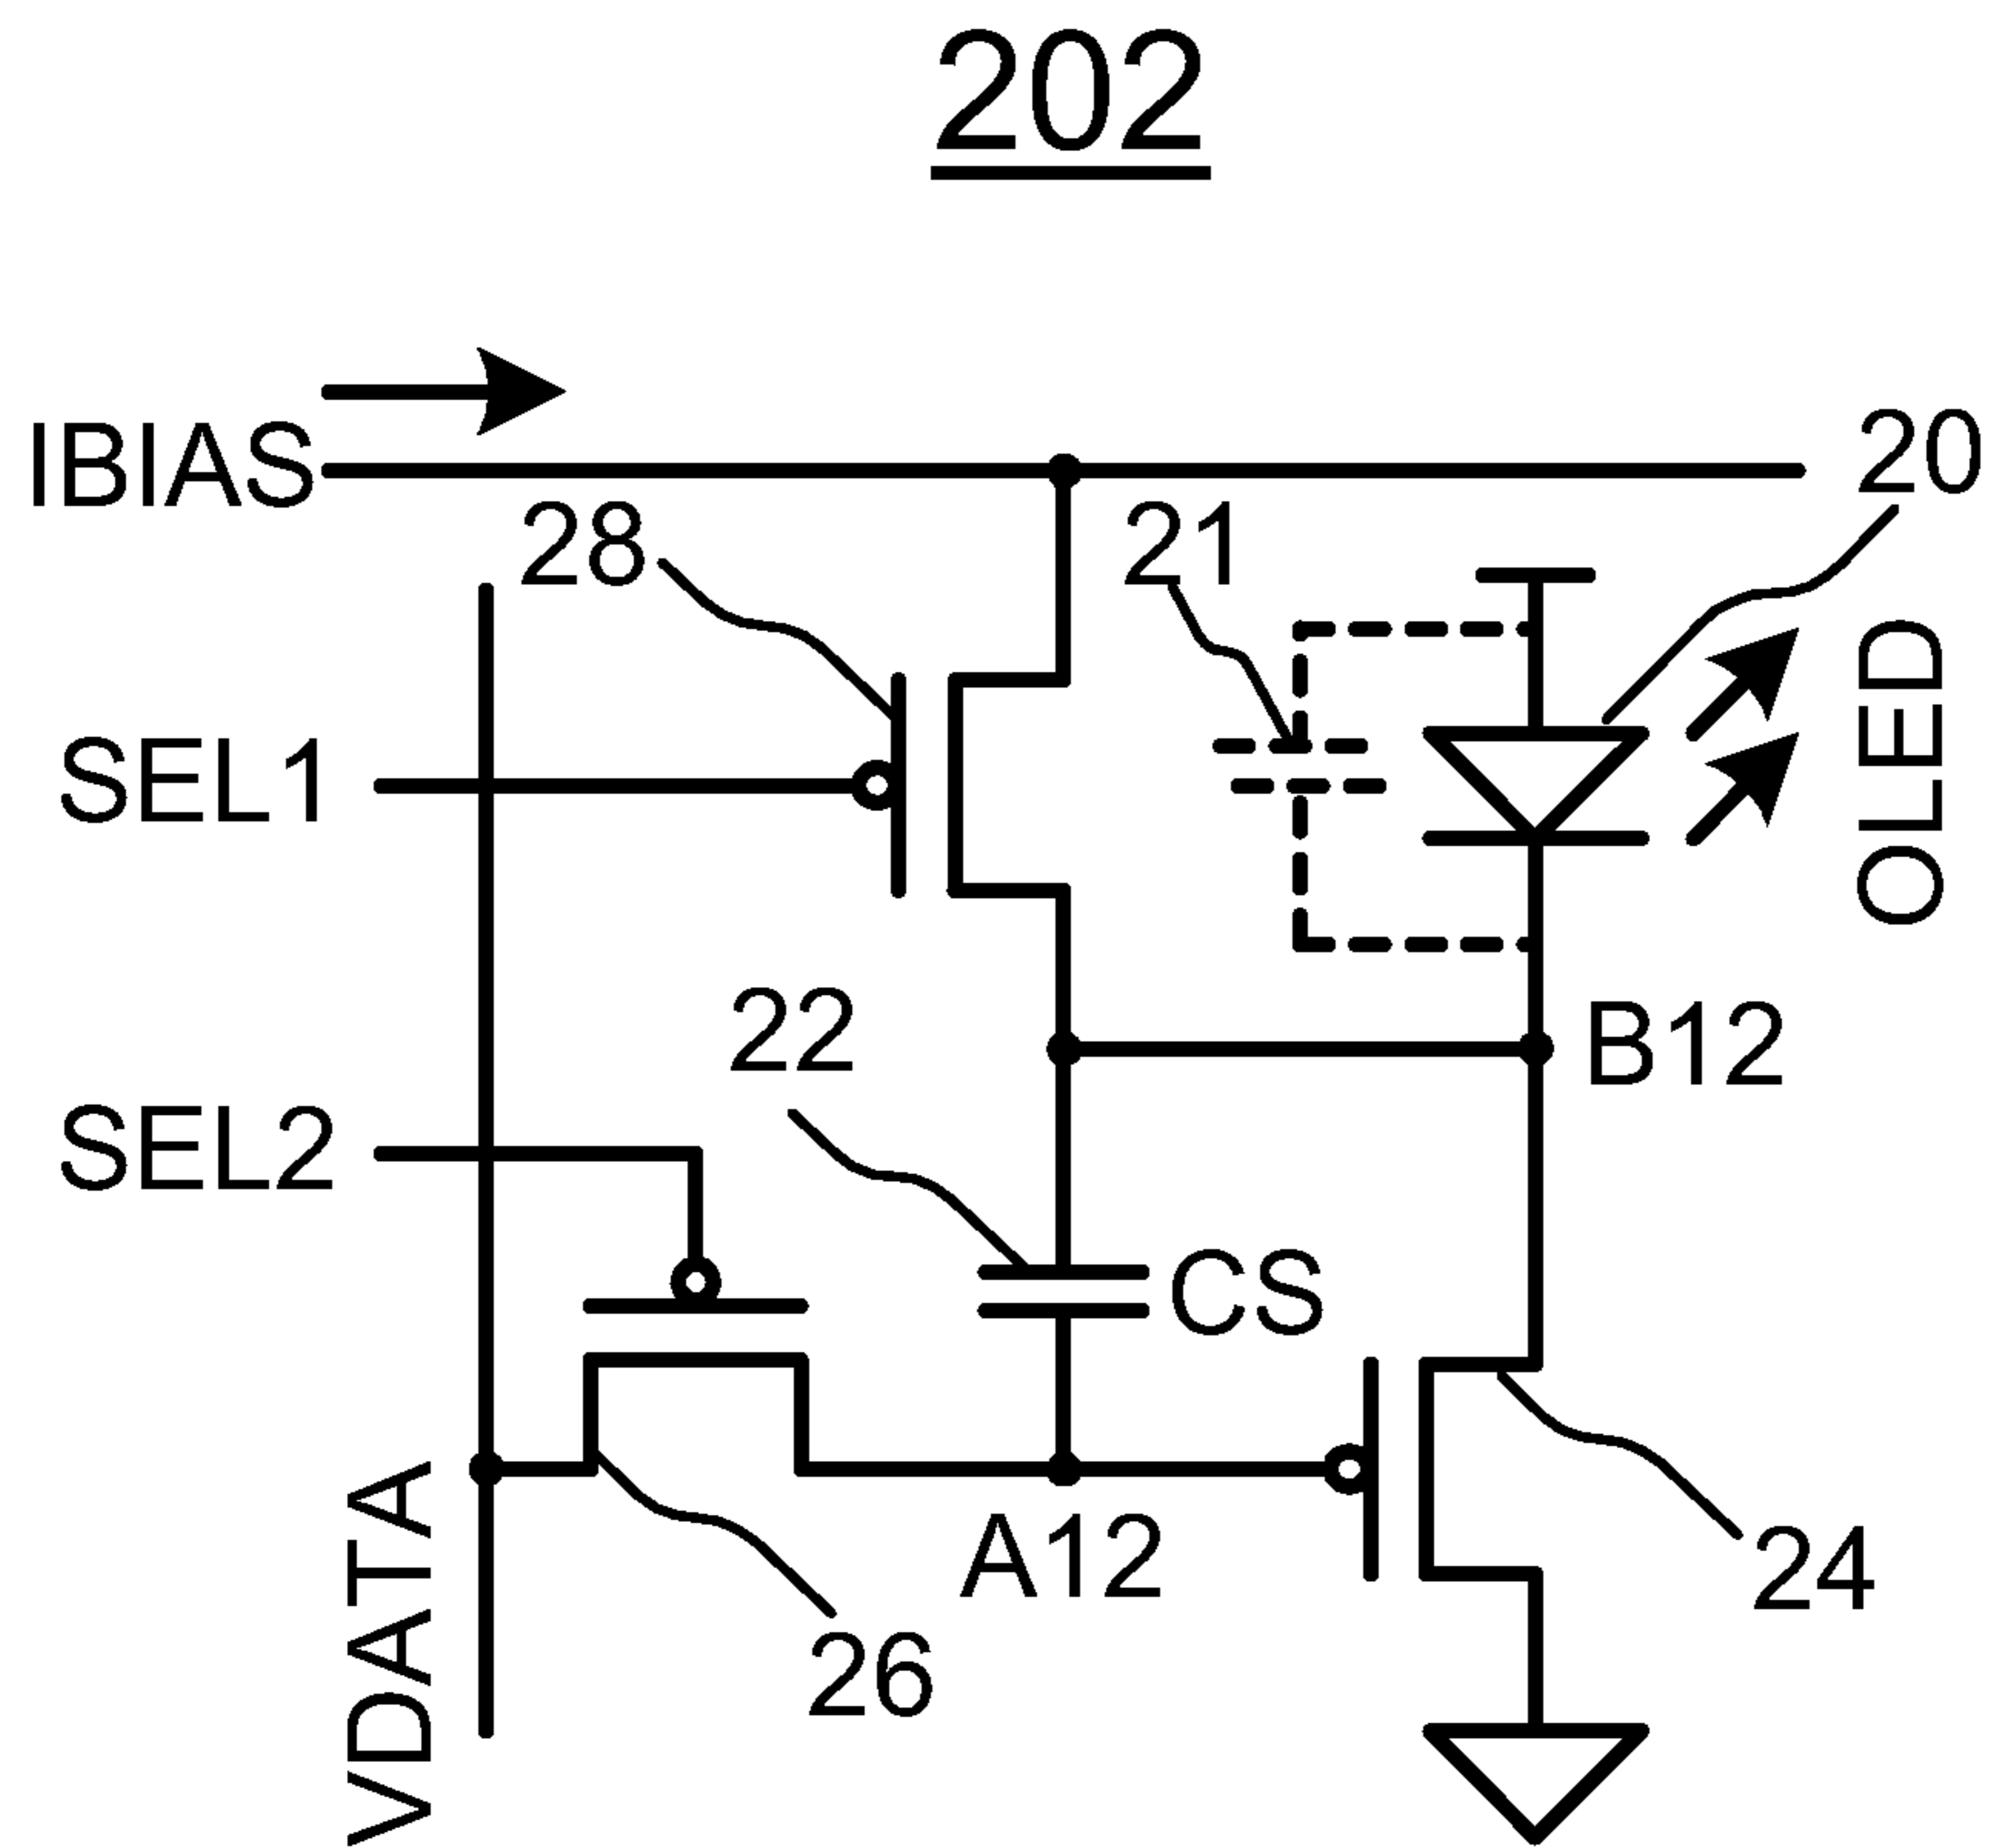 202
IBIAS
28
21
20
SEL1
OLED
22
B12
SEL2
CS
A12
24
26
VDATA